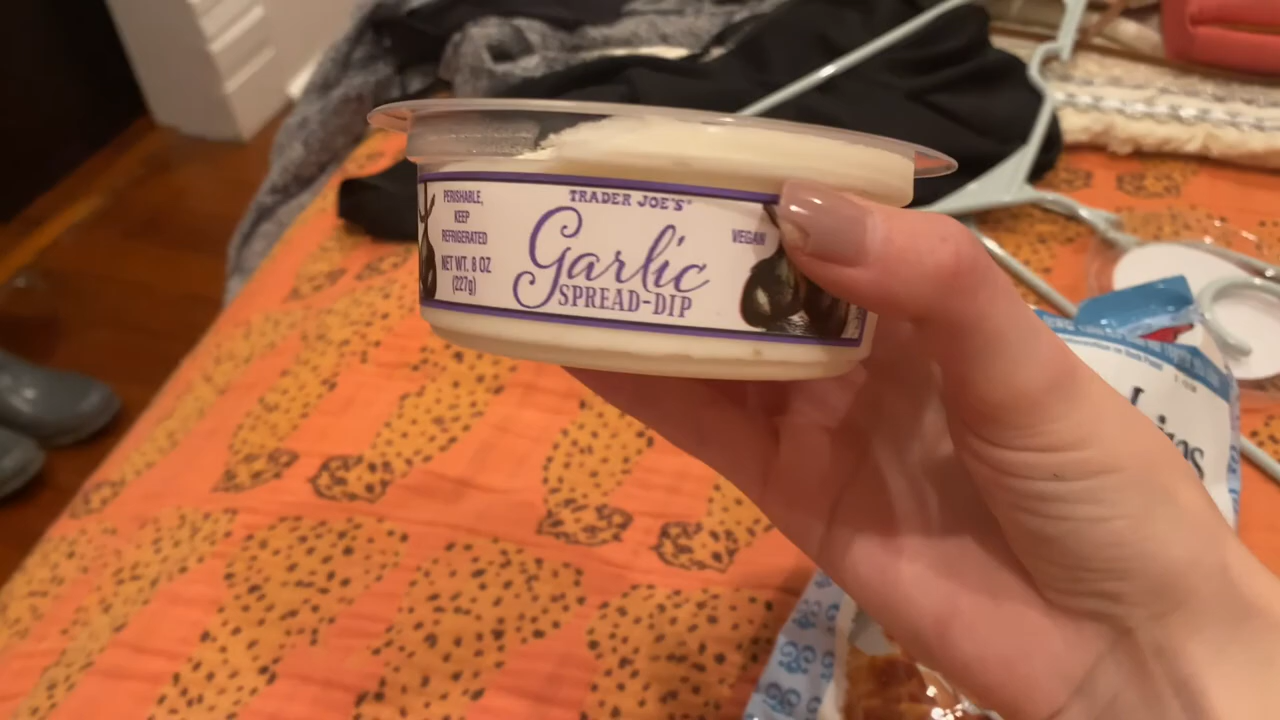 PERISHABLE,
KEEP
REFRIGERATED
NET WT. 8 OZ
(227g)
TRADER JOE'S®
Garlic
SPREAD-DIP
VEGAN